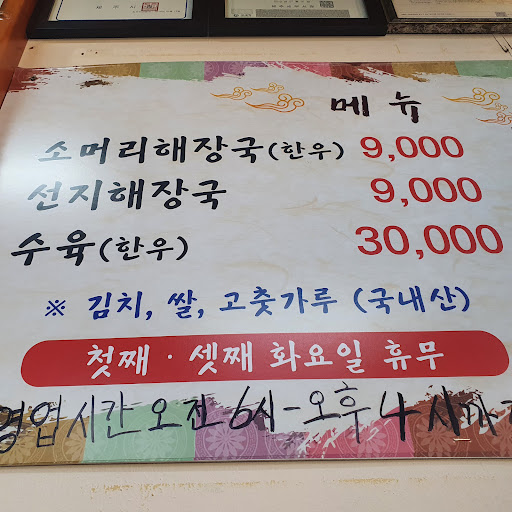 메뉴
소머리해장국(한우) 9,000
선지해장국 9,000
수육(한우) 30,000
※ 김치, 쌀, 고춧가루 (국내산)
첫째 · 셋째 화요일 휴무
영업시간 오전 6시-오후 4시까지